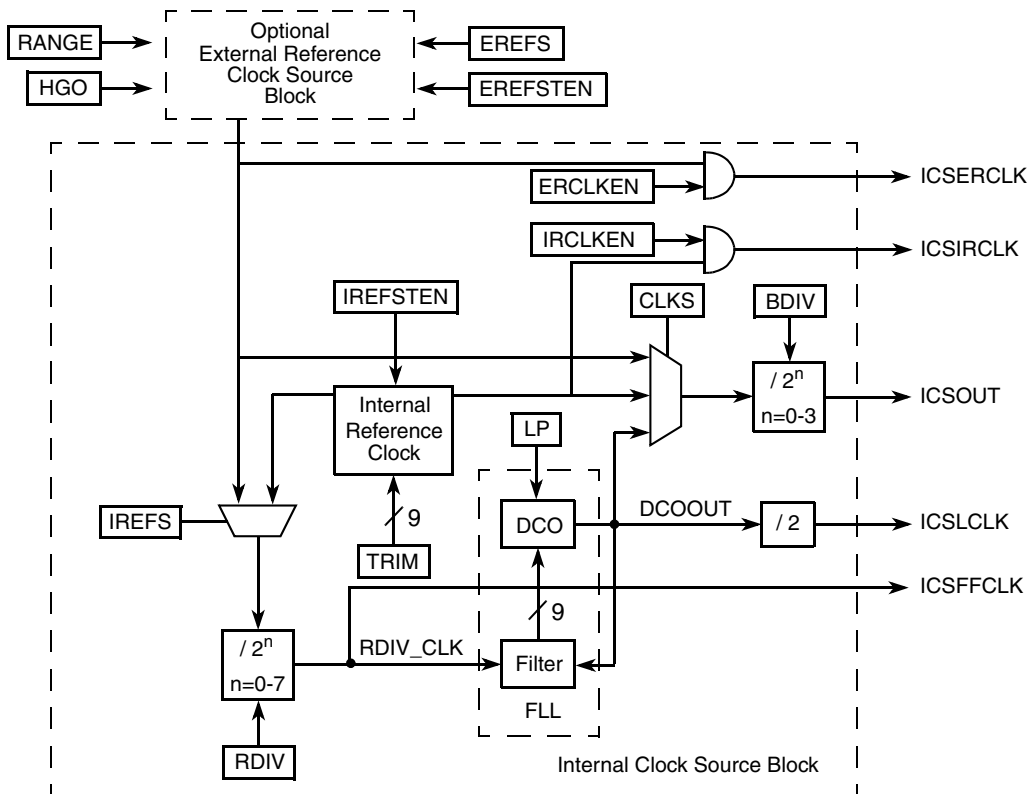 RANGE
HGO
Optional
External Reference
Clock Source
Block
EREFS
EREFSTEN
ERCLKEN
ICSERCLK
IRCLKEN
ICSIRCLK
IREFSTEN
CLKS
BDIV
Internal
Reference
Clock
/ 2ⁿ
n=0-3
ICSOUT
LP
IREFS
9
TRIM
DCO
DCOOUT
/ 2
ICSLCLK
ICSFFCLK
9
/ 2ⁿ
n=0-7
RDIV_CLK
Filter
FLL
RDIV
Internal Clock Source Block